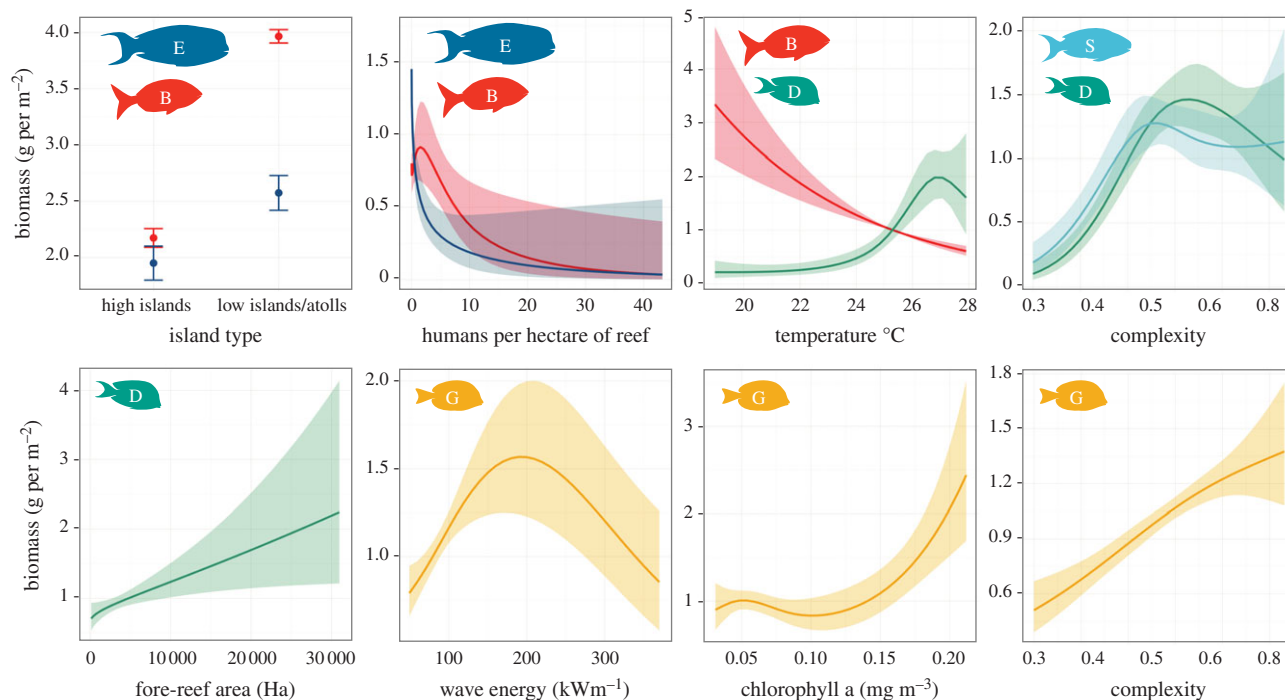 biomass (g per m−2)
4.0
3.5
3.0
2.5
2.0
E
B
high islands
low islands/atolls
island type
1.5
1.0
0.5
0
E
B
0 10 20 30 40
humans per hectare of reef
5
4
3
2
1
0
B
D
20 22 24 26 28
temperature °C
2.0
1.5
1.0
0.5
0
S
D
0.3 0.4 0.5 0.6 0.8
complexity
biomass (g per m−2)
4
3
2
1
D
0 10 000 20 000 30 000
fore-reef area (Ha)
2.0
1.5
1.0
G
100 200 300
wave energy (kWm−1)
3
2
1
G
0.05 0.10 0.15 0.20
chlorophyll a (mg m−3)
1.8
1.5
1.2
0.9
0.6
G
0.3 0.4 0.5 0.6 0.8
complexity